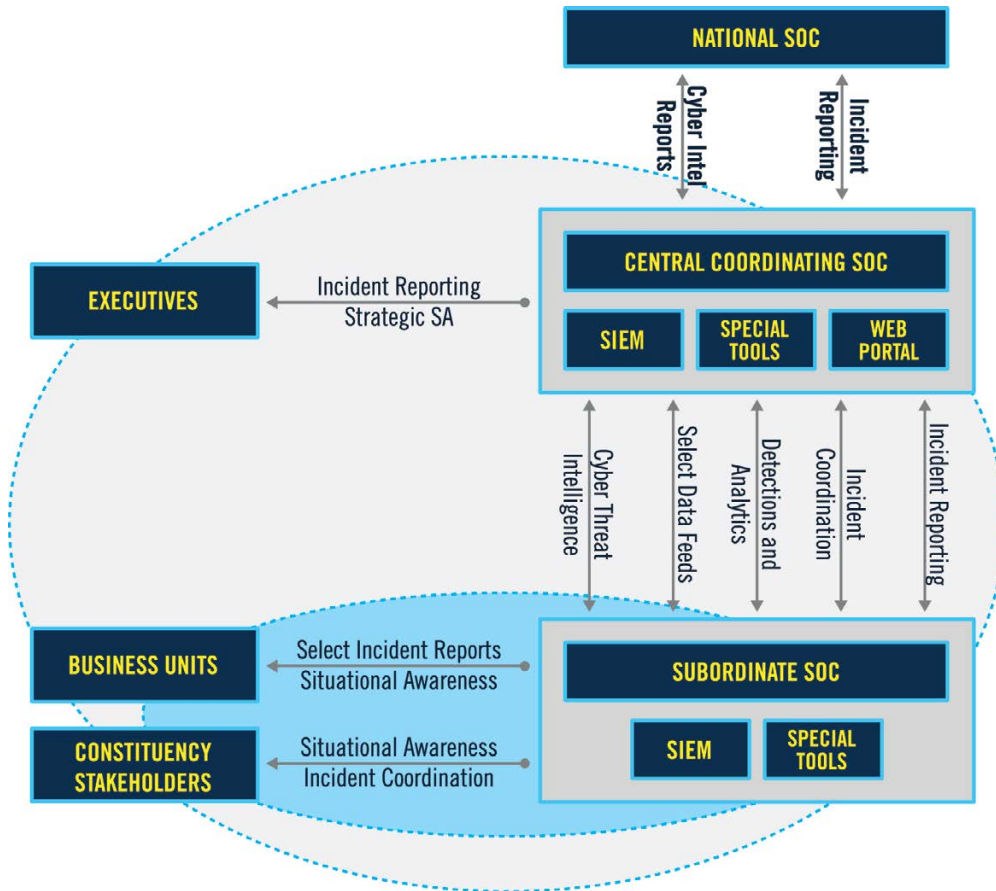 NATIONAL SOC
Cyber Intel
Reports
Incident
Reporting
CENTRAL COORDINATING SOC
EXECUTIVES
Incident Reporting
Strategic SA
SIEM
SPECIAL
TOOLS
WEB
PORTAL
Cyber Threat
Intelligence
Select Data Feeds
Detections and
Analytics
Incident
Coordination
Incident Reporting
BUSINESS UNITS
Select Incident Reports
Situational Awareness
SUBORDINATE SOC
CONSTITUENCY
STAKEHOLDERS
Situational Awareness
Incident Coordination
SIEM
SPECIAL
TOOLS